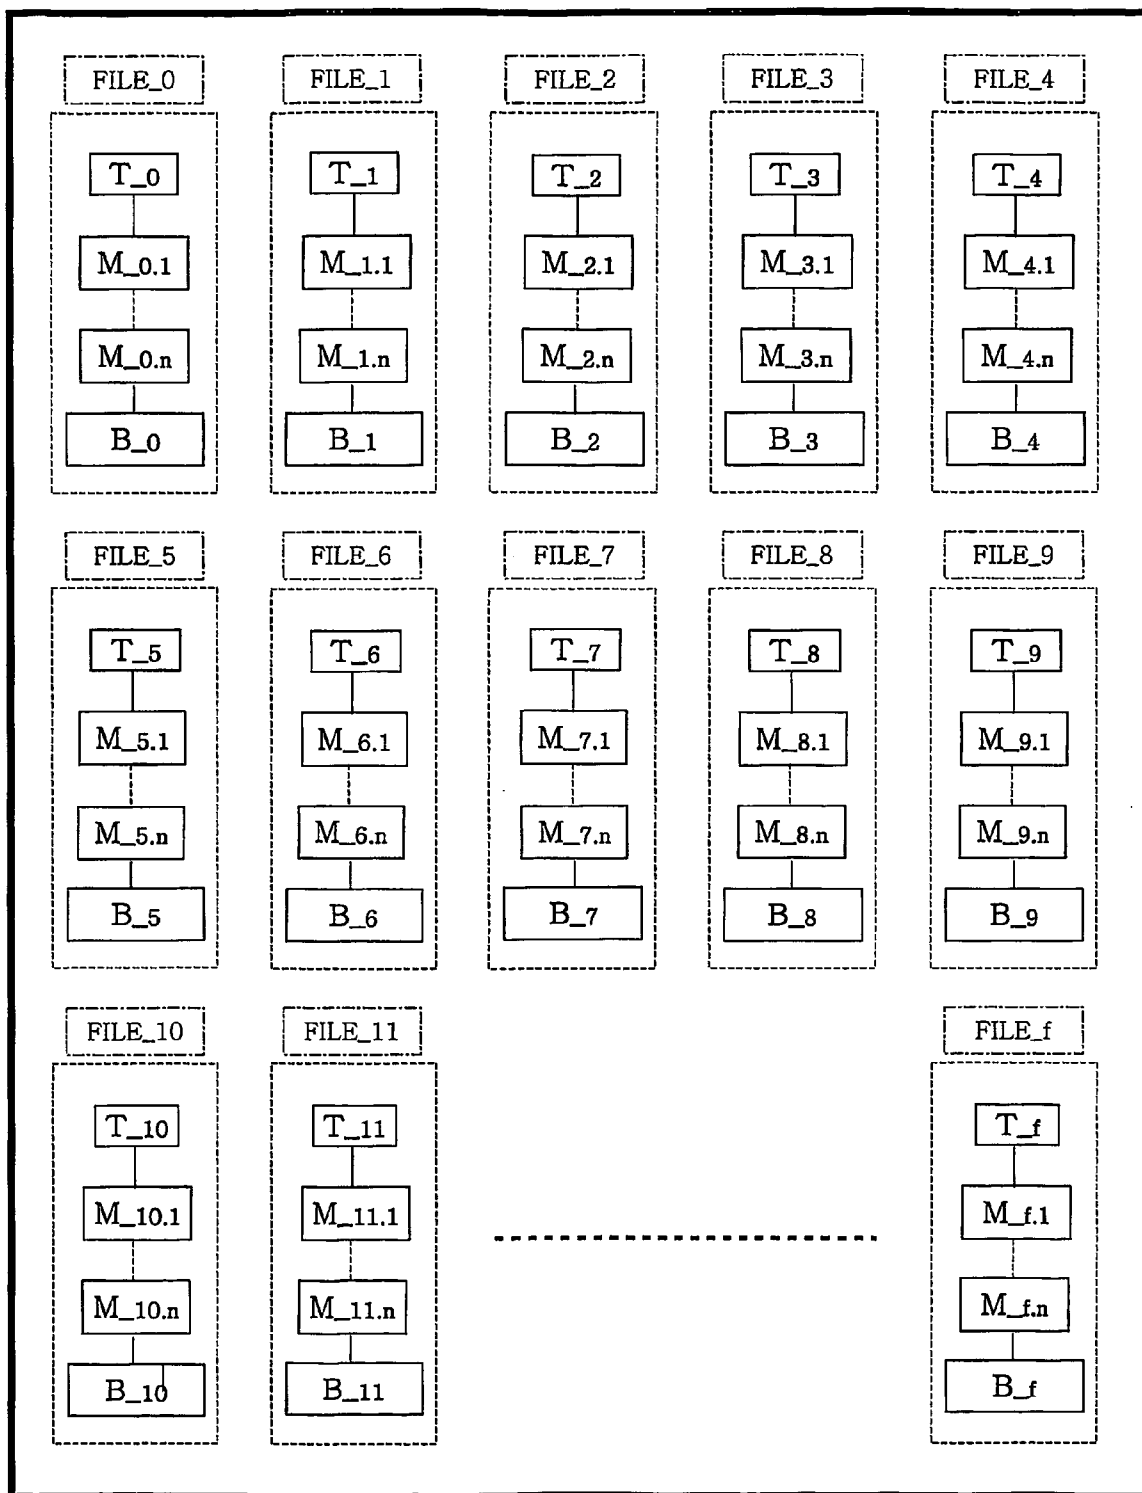 FILE_0 FILE_1 FILE_2 FILE_3 FILE_4
T_0 T_1 T_2 T_3 T_4
M_0.1 M_1.1 M_2.1 M_3.1 M_4.1
M_0.n M_1.n M_2.n M_3.n M_4.n
B_0 B_1 B_2 B_3 B_4
FILE_5 FILE_6 FILE_7 FILE_8 FILE_9
T_5 T_6 T_7 T_8 T_9
M_5.1 M_6.1 M_7.1 M_8.1 M_9.1
M_5.n M_6.n M_7.n M_8.n M_9.n
B_5 B_6 B_7 B_8 B_9
FILE_10 FILE_11 FILE_f
T_10 T_11 T_f
M_10.1 M_11.1 M_f.1
M_10.n M_11.n M_f.n
B_10 B_11 B_f